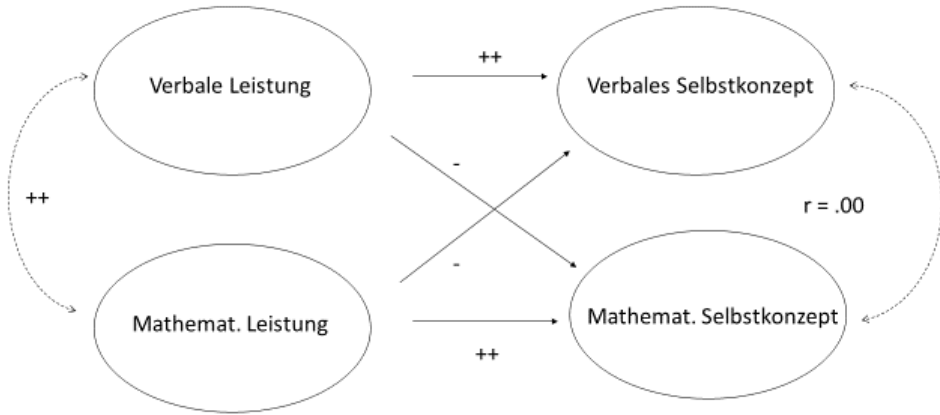 ++
Verbale Leistung
Verbales Selbstkonzept
-
++
r = .00
-
Mathemat. Leistung
Mathemat. Selbstkonzept
++